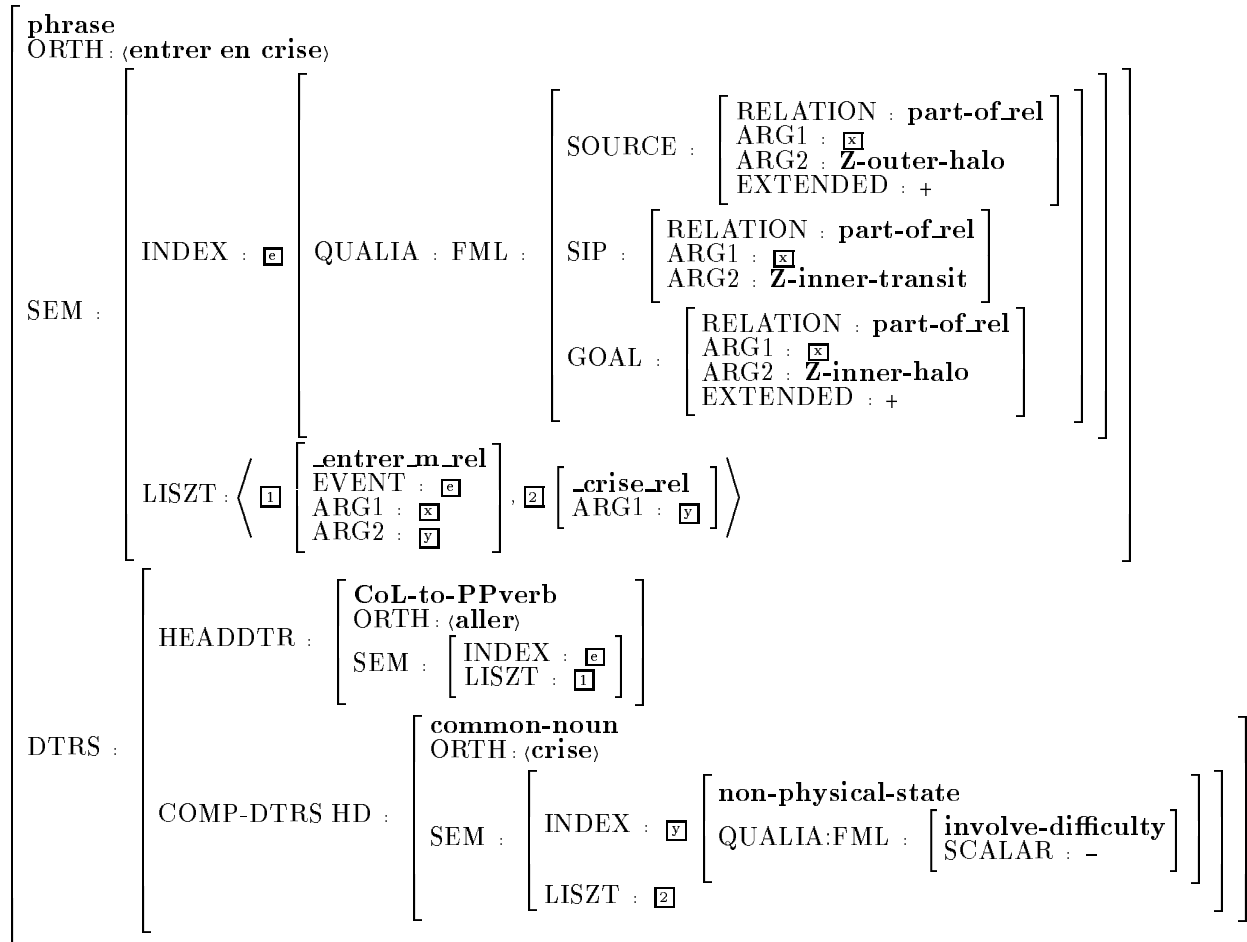 phrase
ORTH : ⟨entrer en crise⟩
SEM :
INDEX : e
QUALIA : FML :
SOURCE :
RELATION : part-of_rel
ARG1 : x
ARG2 : Z-outer-halo
EXTENDED : +
SIP :
RELATION : part-of_rel
ARG1 : x
ARG2 : Z-inner-transit
GOAL :
RELATION : part-of_rel
ARG1 : x
ARG2 : Z-inner-halo
EXTENDED : +
LISZT : ⟨ 1
_entrer_m_rel
EVENT : e
ARG1 : x
ARG2 : y
, 2
_crise_rel
ARG1 : y
⟩
DTRS :
HEADDTR :
CoL-to-PPverb
ORTH : ⟨aller⟩
SEM :
INDEX : e
LISZT : 1
COMP-DTRS HD :
common-noun
ORTH : ⟨crise⟩
SEM :
INDEX : y
non-physical-state
QUALIA:FML :
involve-difficulty
SCALAR : –
LISZT : 2